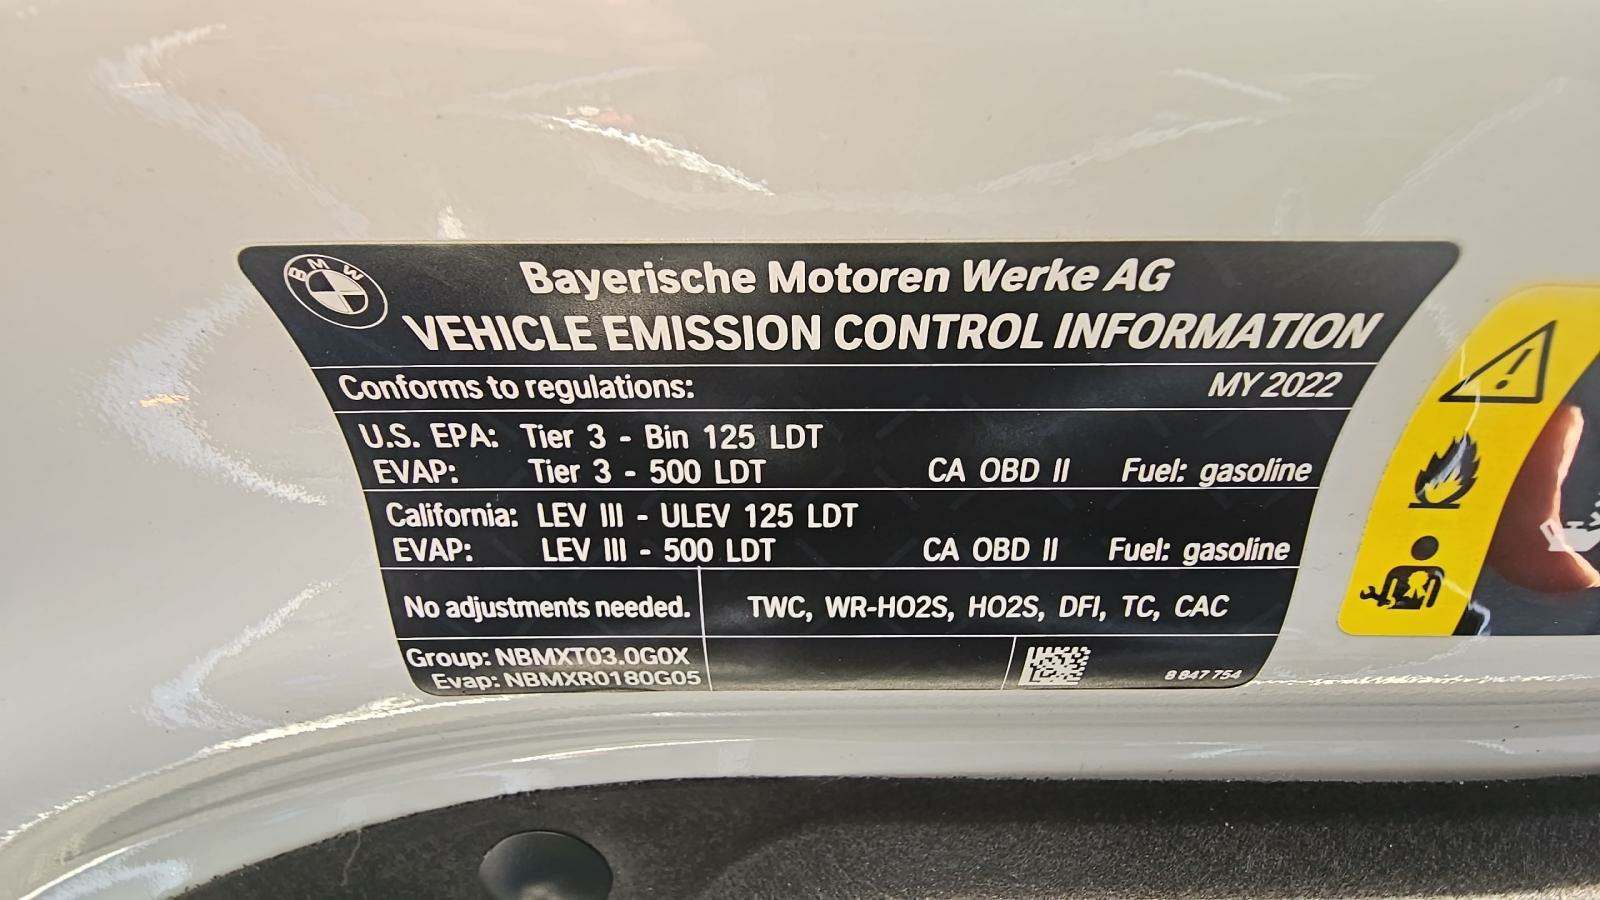 BMW
Bayerische Motoren Werke AG
VEHICLE EMISSION CONTROL INFORMATION
Conforms to regulations: MY 2022
U.S. EPA: Tier 3 - Bin 125 LDT
EVAP: Tier 3 - 500 LDT CA OBD II Fuel: gasoline
California: LEV III - ULEV 125 LDT
EVAP: LEV III - 500 LDT CA OBD II Fuel: gasoline
No adjustments needed. TWC, WR-HO2S, HO2S, DFI, TC, CAC
Group: NBMXT03.0G0X
Evap: NBMXR0180G05
8 847 754